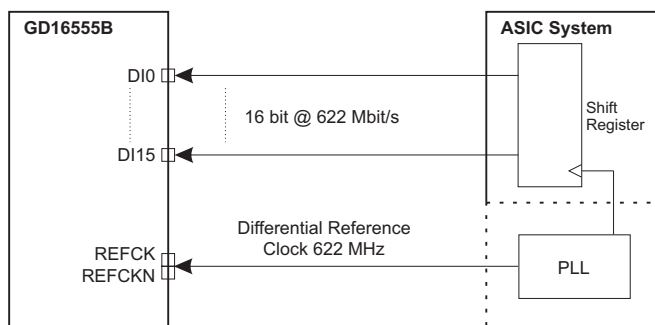 GD16555B
ASIC System
DI0
16 bit @ 622 Mbit/s
Shift
Register
DI15
Differential Reference
Clock 622 MHz
REFCK
REFCKN
PLL